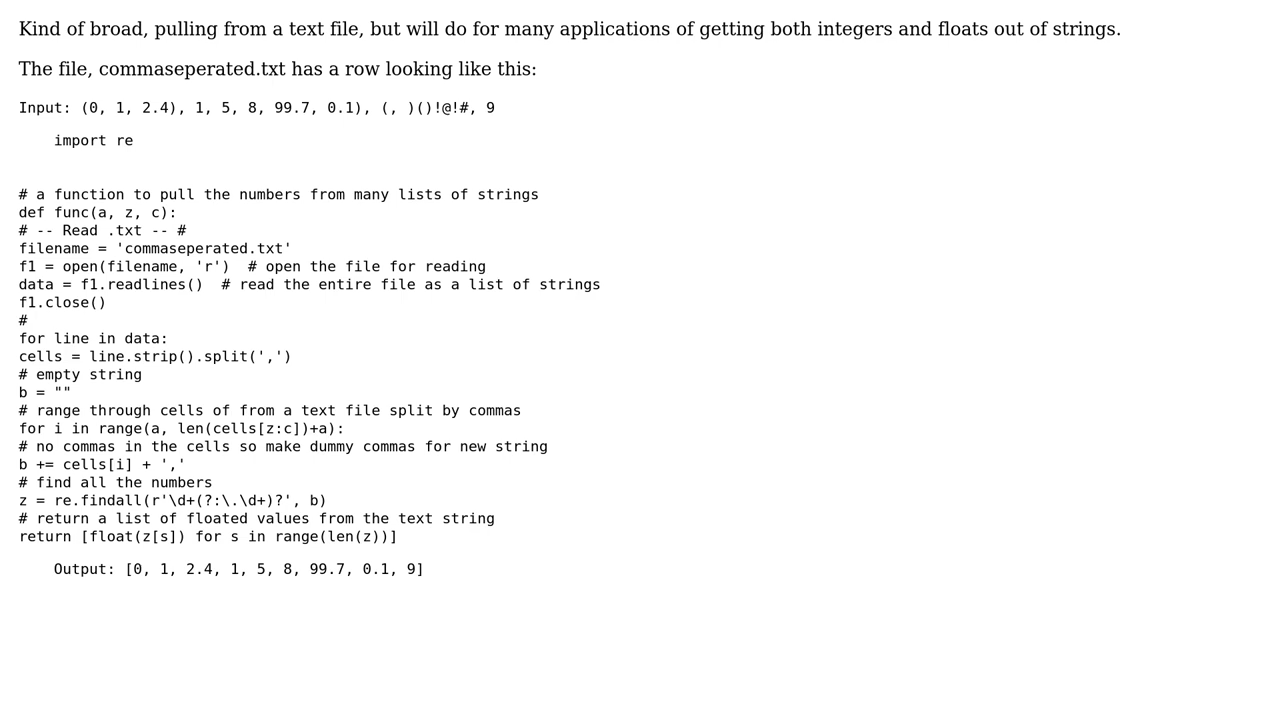 Kind of broad, pulling from a text file, but will do for many applications of getting both integers and floats out of strings.
The file, commaseperated.txt has a row looking like this:
Input: (0, 1, 2.4), 1, 5, 8, 99.7, 0.1), (, )()!@!#, 9
    import re
# a function to pull the numbers from many lists of strings
def func(a, z, c):
# -- Read .txt -- #
filename = 'commaseperated.txt'
f1 = open(filename, 'r')  # open the file for reading
data = f1.readlines()  # read the entire file as a list of strings
f1.close()
#
for line in data:
cells = line.strip().split(',')
# empty string
b = ""
# range through cells of from a text file split by commas
for i in range(a, len(cells[z:c])+a):
# no commas in the cells so make dummy commas for new string
b += cells[i] + ','
# find all the numbers
z = re.findall(r'\d+(?:\.\d+)?', b)
# return a list of floated values from the text string
return [float(z[s]) for s in range(len(z))]
    Output: [0, 1, 2.4, 1, 5, 8, 99.7, 0.1, 9]